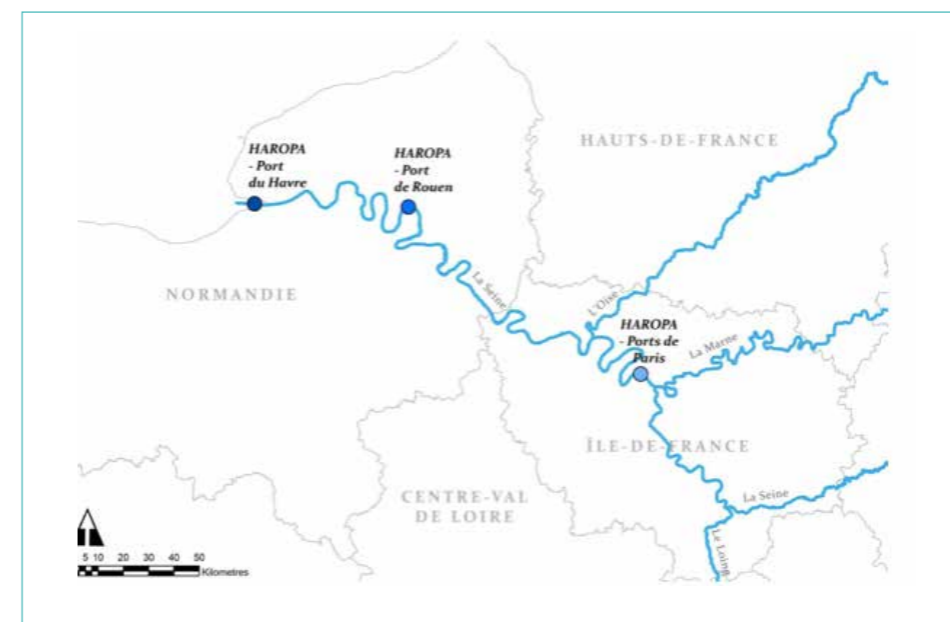 HAUTS-DE-FRANCE
HAROPA
- Port
du Havre
HAROPA
- Port
de Rouen
NORMANDIE
La Seine
L'Oise
HAROPA
- Ports de
Paris
La Marne
ÎLE-DE-FRANCE
CENTRE-VAL
DE LOIRE
La Seine
Le Loing
5 10 20 30 40 50
Kilometres